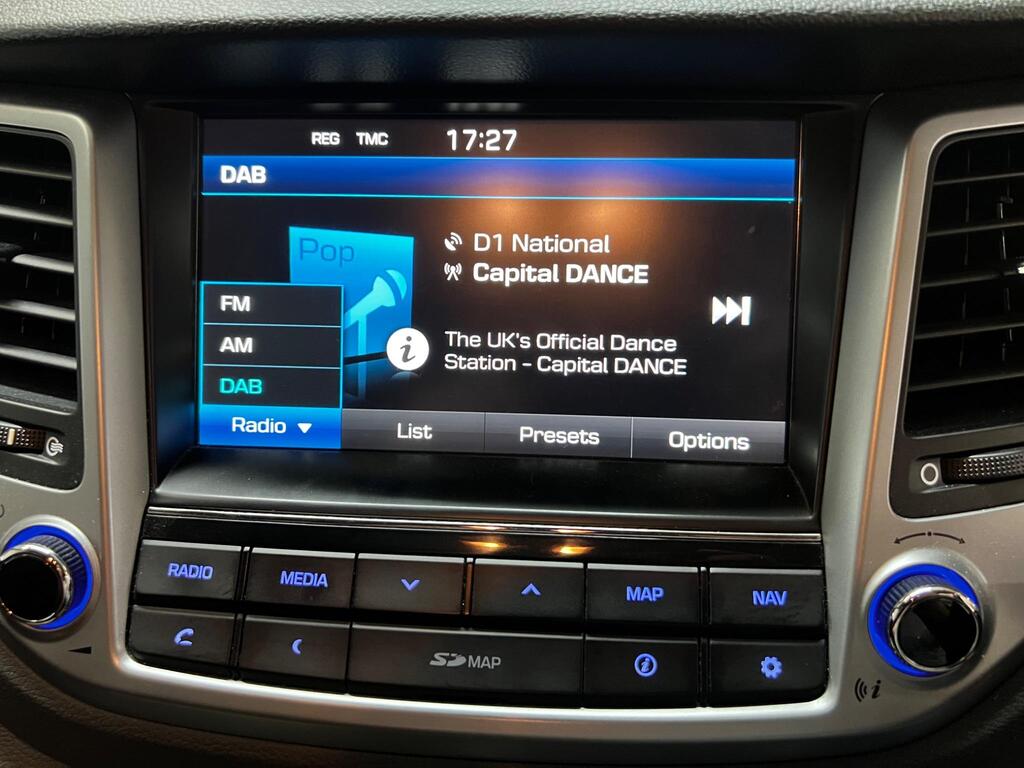 REG TMC 17:27
DAB
Pop
D1 National
Capital DANCE
The UK's Official Dance
Station - Capital DANCE
FM
AM
DAB
Radio
List
Presets
Options
RADIO
MEDIA
MAP
NAV
SD MAP